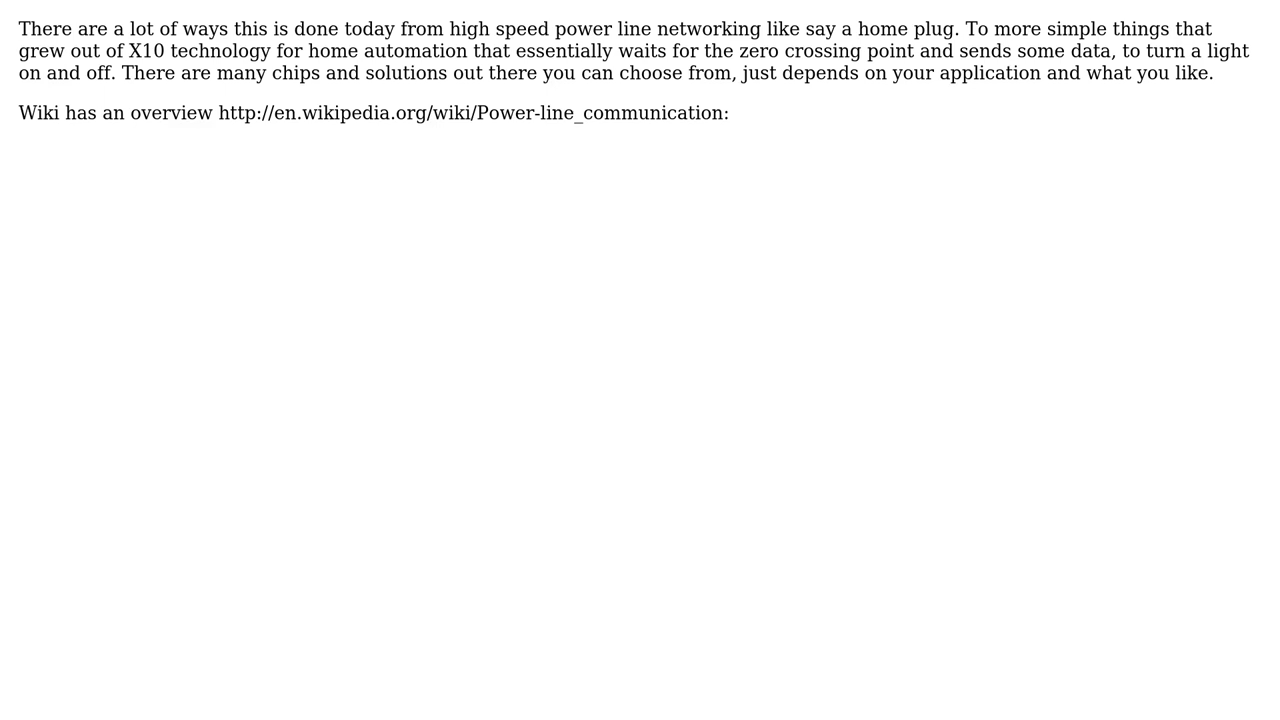 There are a lot of ways this is done today from high speed power line networking like say a home plug. To more simple things that
grew out of X10 technology for home automation that essentially waits for the zero crossing point and sends some data, to turn a light
on and off. There are many chips and solutions out there you can choose from, just depends on your application and what you like.
Wiki has an overview http://en.wikipedia.org/wiki/Power-line_communication: